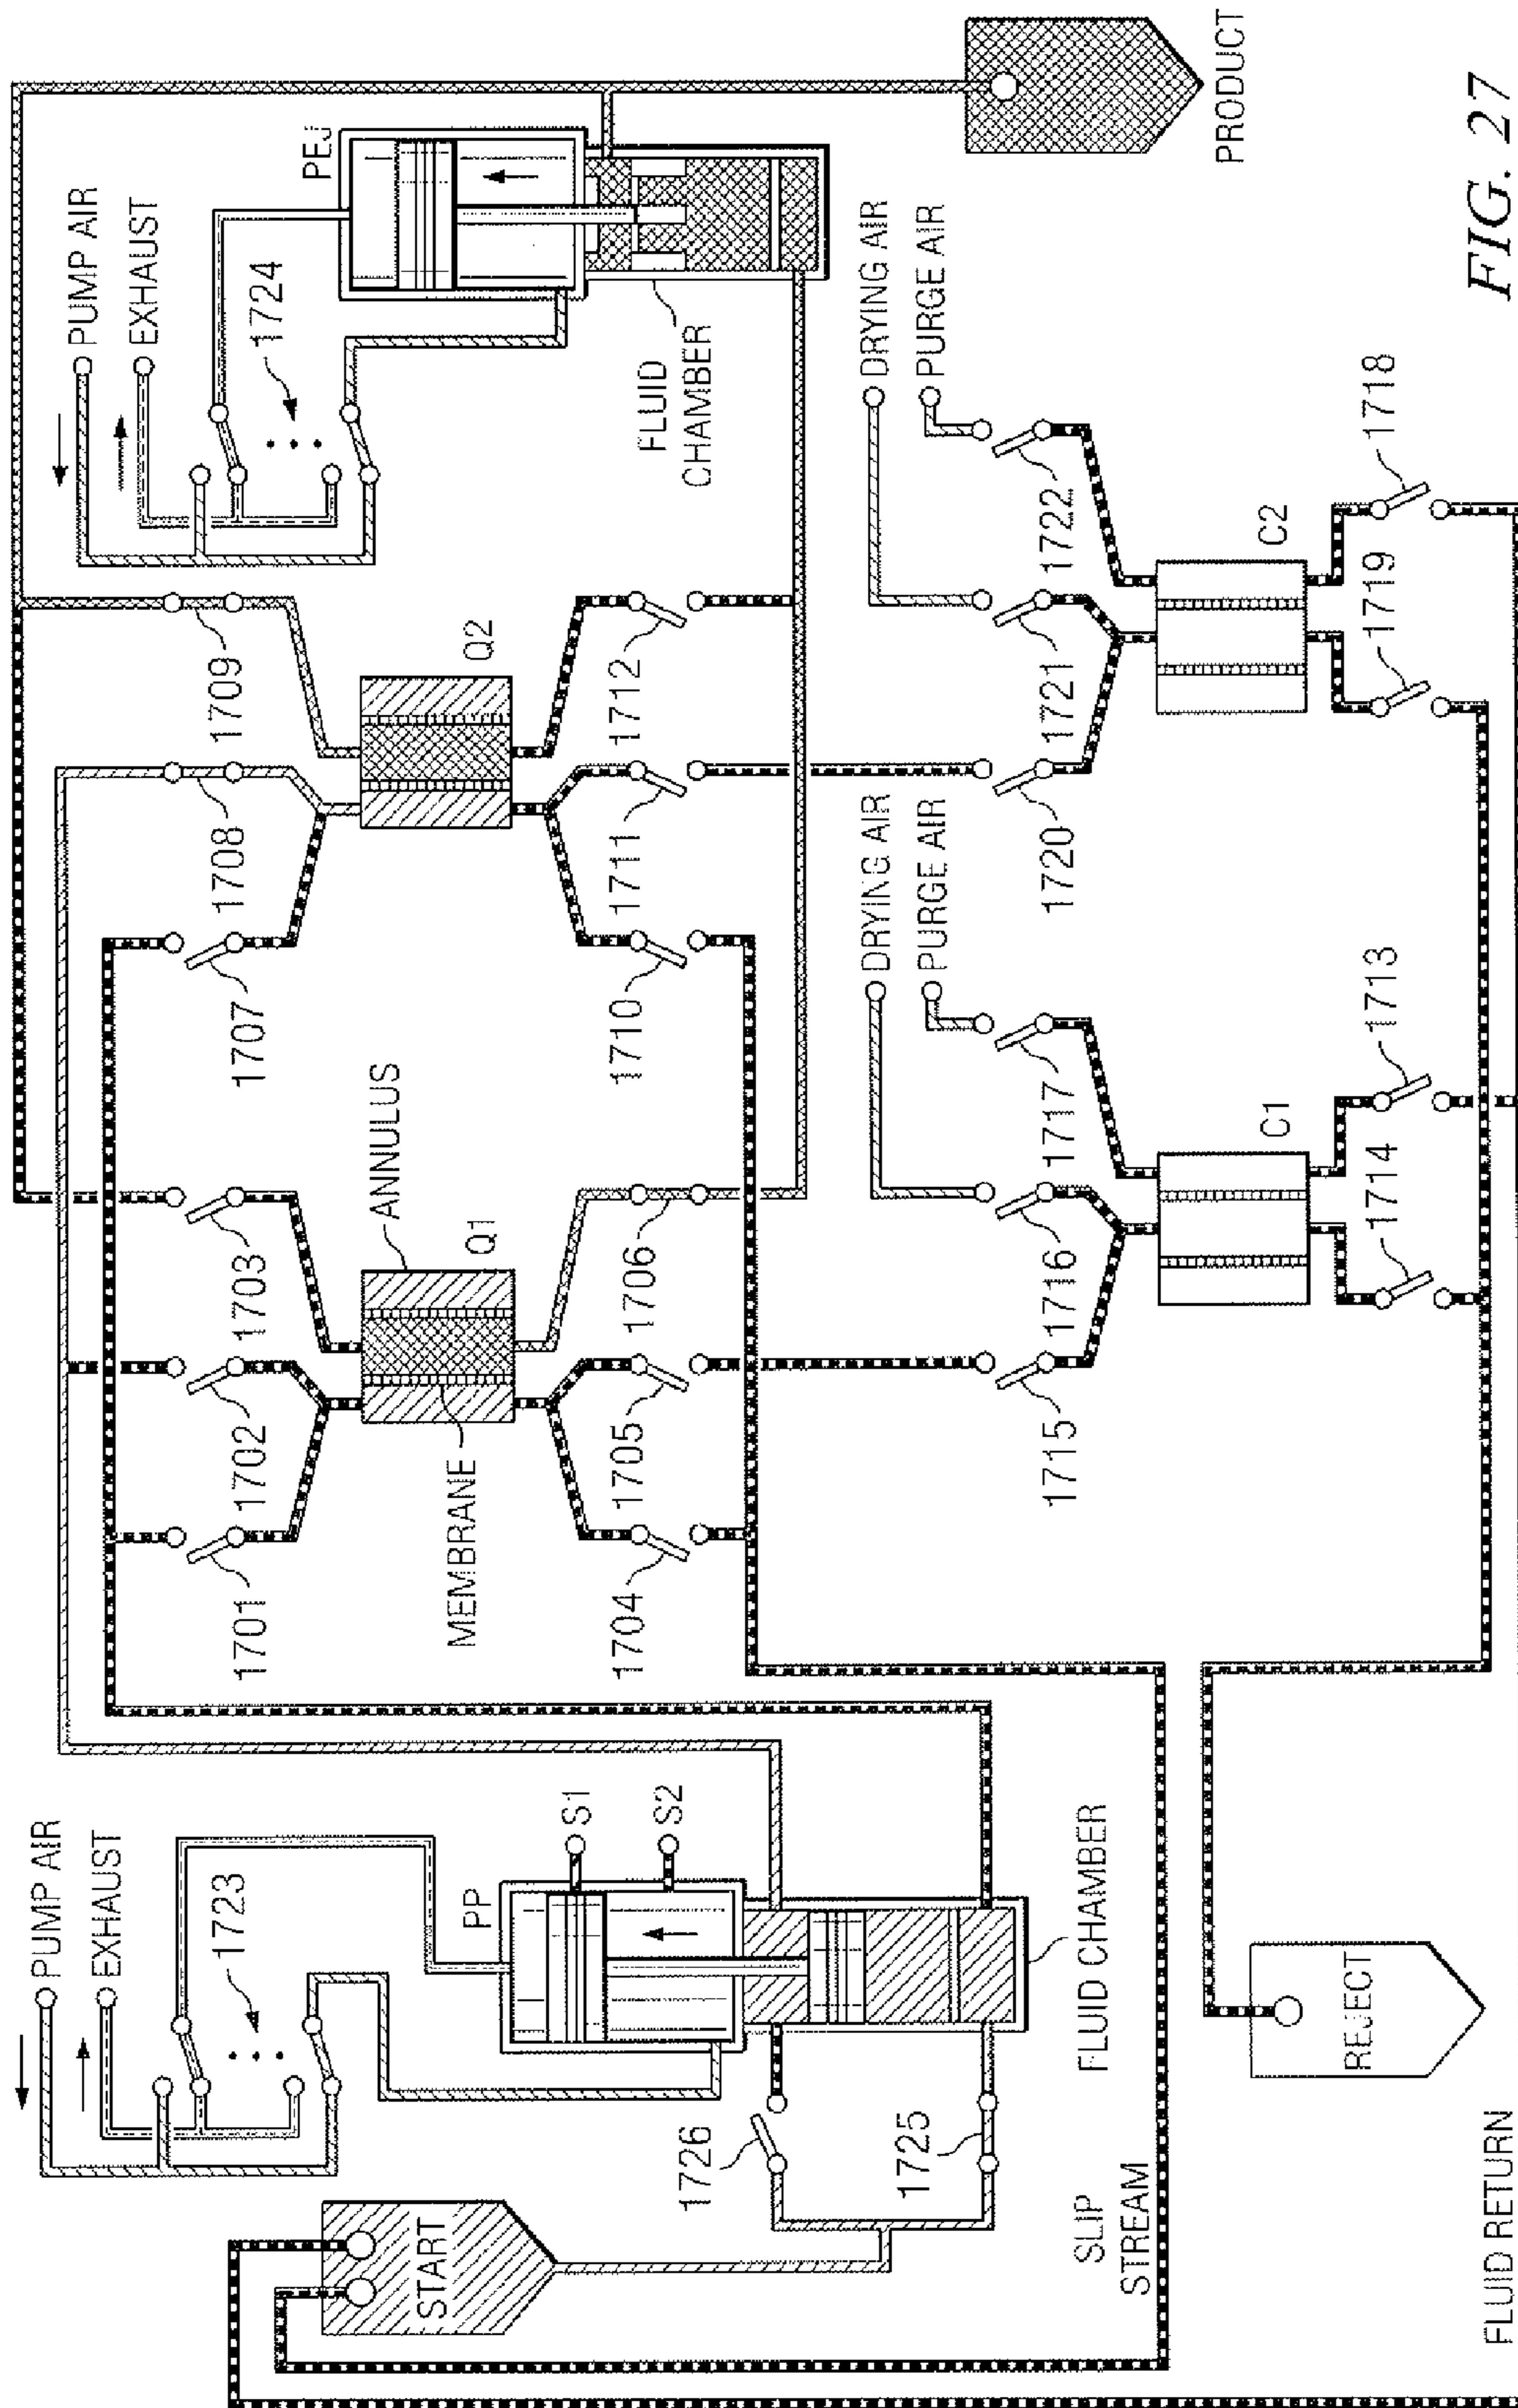 PUMP AIR
EXHAUST
1723
PP
S1
S2
START
1726
1725
SLIP
STREAM
FLUID CHAMBER
REJECT
FLUID RETURN
1701
1702
1703
MEMBRANE
ANNULUS
Q1
1704
1705
1706
1707
1708
1709
Q2
1710
1711
1712
PUMP AIR
EXHAUST
1724
PEJ
FLUID
CHAMBER
DRYING AIR
PURGE AIR
1715
1716
1717
C1
1714
1713
DRYING AIR
PURGE AIR
1720
1721
1722
C2
1719
1718
PRODUCT
FIG. 27